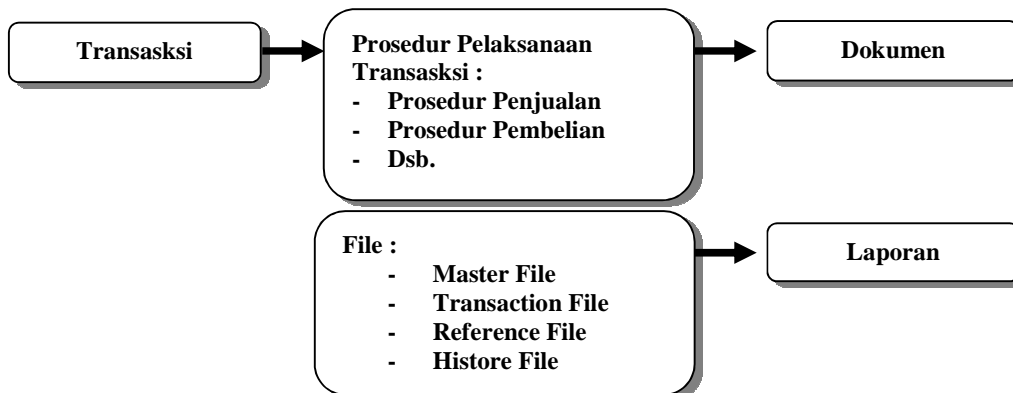 Transasksi
Prosedur Pelaksanaan
Transasksi :
- Prosedur Penjualan
- Prosedur Pembelian
- Dsb.
Dokumen
File :
- Master File
- Transaction File
- Reference File
- Histore File
Laporan